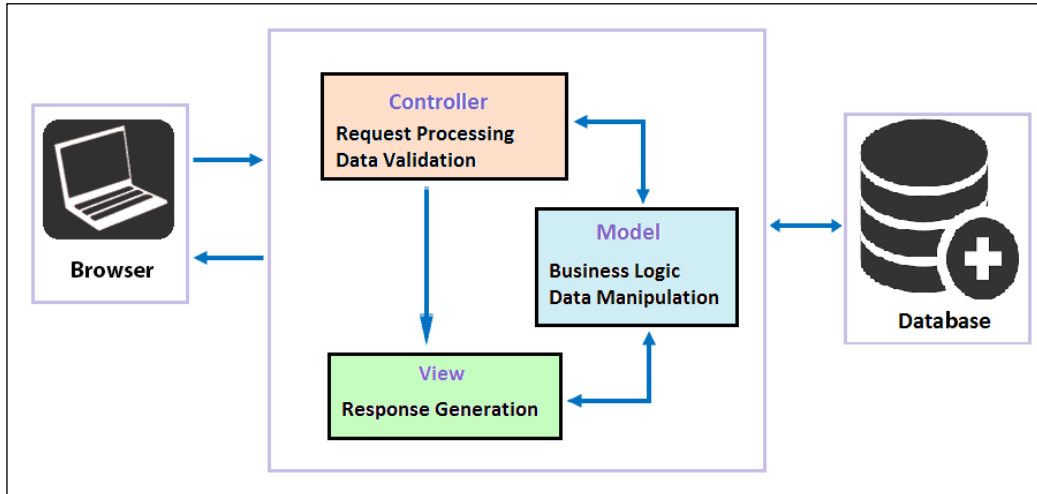 Controller
Request Processing
Data Validation
Browser
Model
Business Logic
Data Manipulation
View
Response Generation
Database